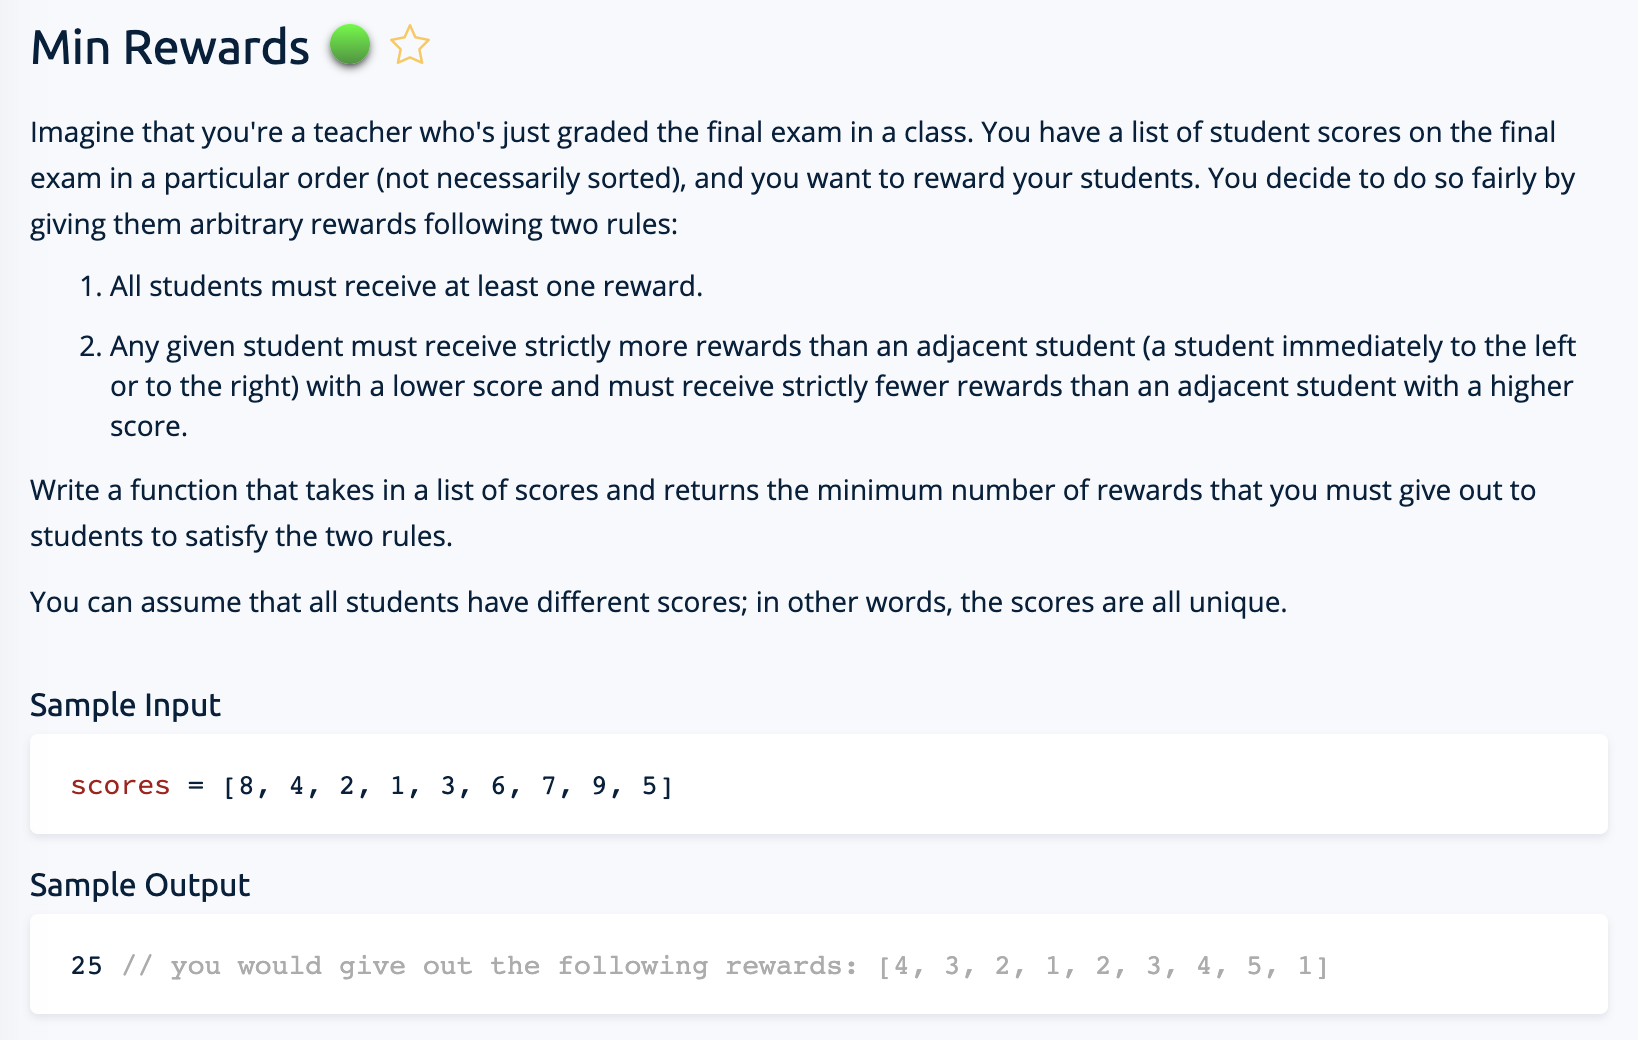 Min Rewards
Imagine that you're a teacher who's just graded the final exam in a class. You have a list of student scores on the final
exam in a particular order (not necessarily sorted), and you want to reward your students. You decide to do so fairly by
giving them arbitrary rewards following two rules:
1. All students must receive at least one reward.
2. Any given student must receive strictly more rewards than an adjacent student (a student immediately to the left
or to the right) with a lower score and must receive strictly fewer rewards than an adjacent student with a higher
score.
Write a function that takes in a list of scores and returns the minimum number of rewards that you must give out to
students to satisfy the two rules.
You can assume that all students have different scores; in other words, the scores are all unique.
Sample Input
scores = [8, 4, 2, 1, 3, 6, 7, 9, 5]
Sample Output
25 // you would give out the following rewards: [4, 3, 2, 1, 2, 3, 4, 5, 1]